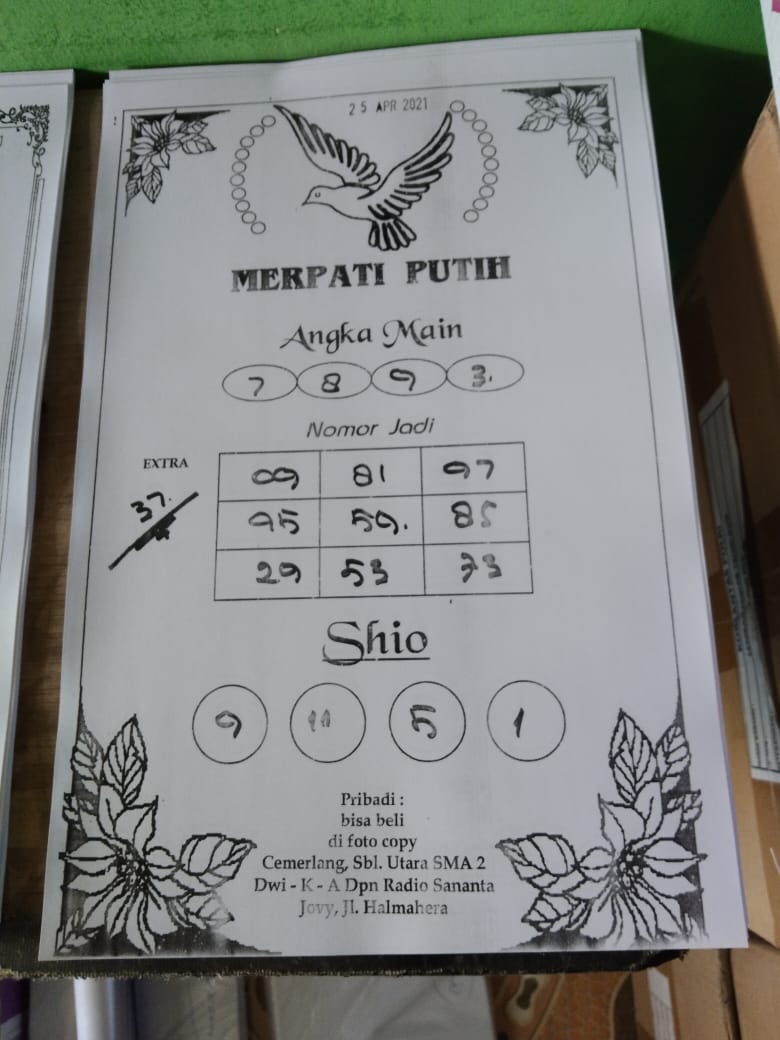 25 APR 2021
MERPATI PUTIH
Angka Main
7 8 9 3.
Nomor Jadi
EXTRA
37.
09 81 97
95 59. 85
29 53 73
Shio
9 11 5 1
Pribadi :
bisa beli
di foto copy
Cemerlang, Sbl. Utara SMA 2
Dwi - K - A Dpn Radio Sananta
Jovy, Jl. Halmahera